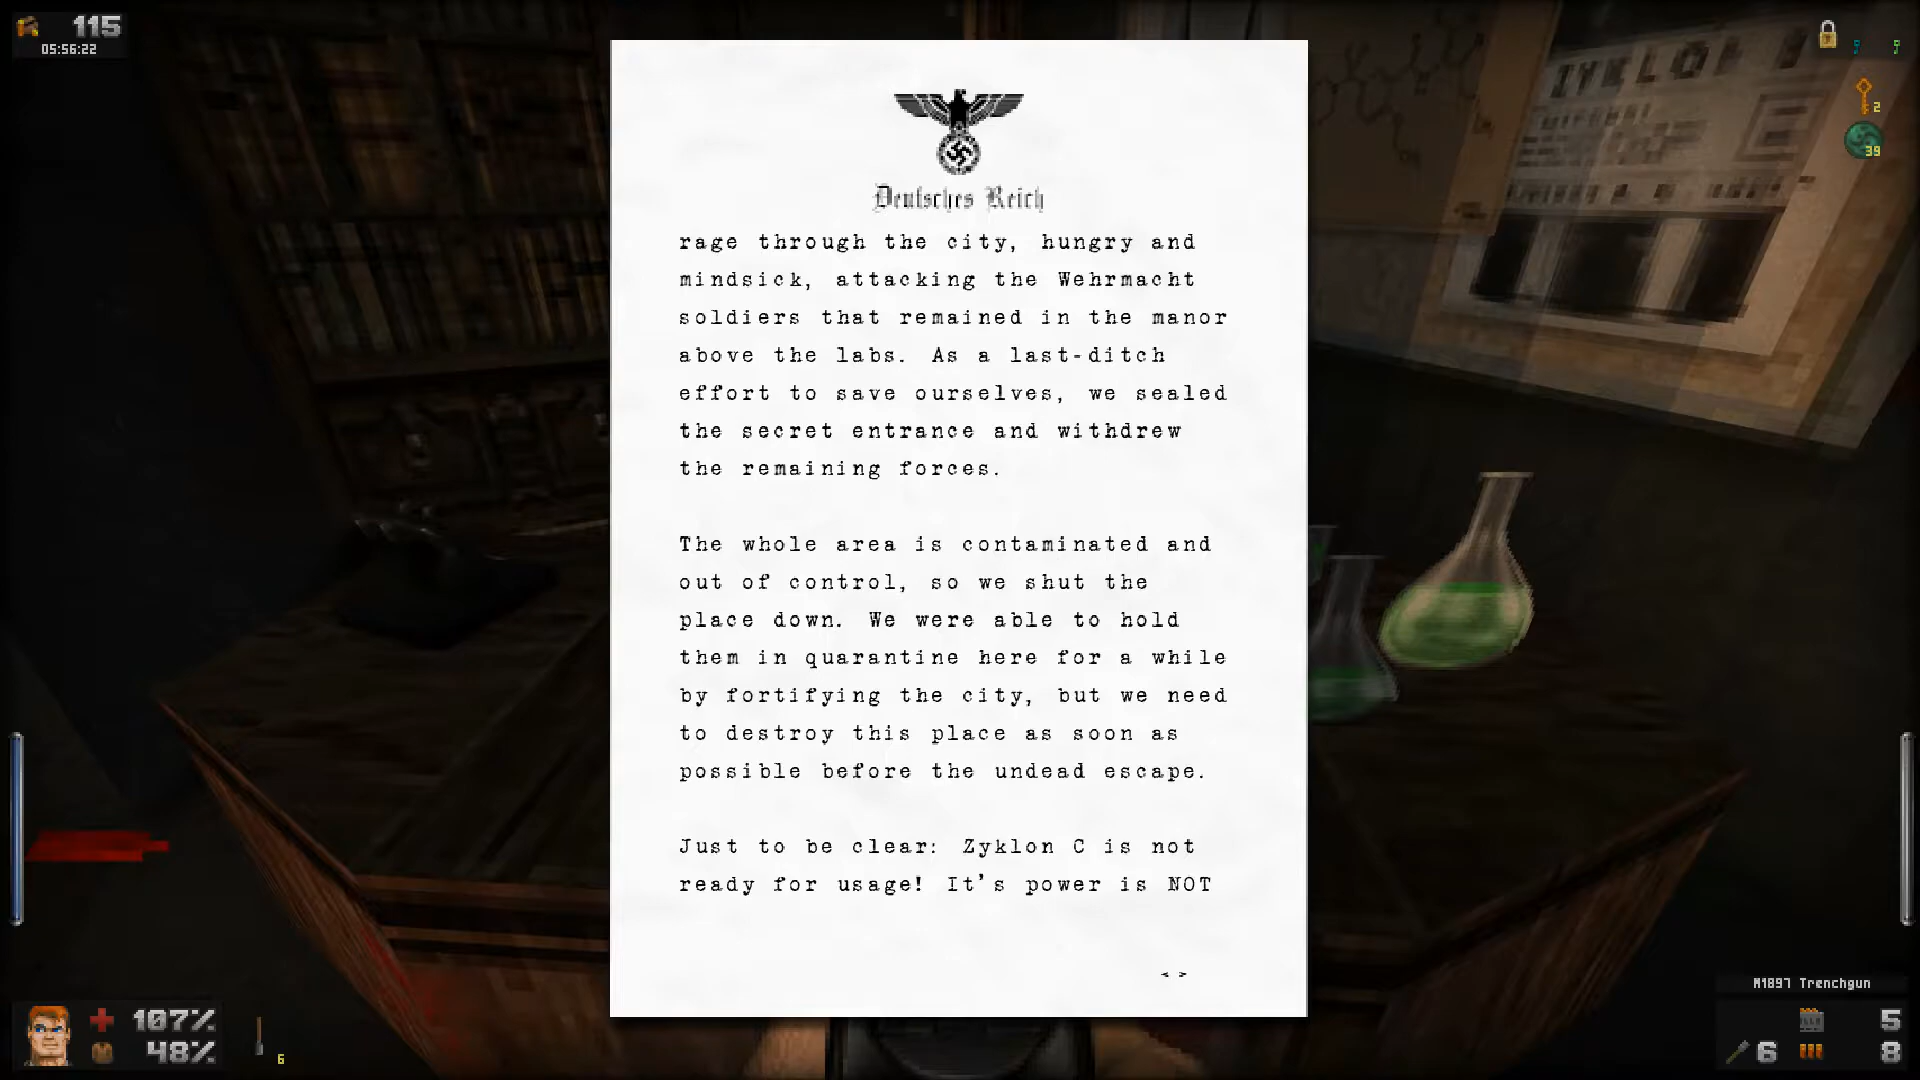 115
05:56:22
ZYKLON
2
39
Deutsches Reich
rage through the city, hungry and
mindsick, attacking the Wehrmacht
soldiers that remained in the manor
above the labs. As a last-ditch
effort to save ourselves, we sealed
the secret entrance and withdrew
the remaining forces.
The whole area is contaminated and
out of control, so we shut the
place down. We were able to hold
them in quarantine here for a while
by fortifying the city, but we need
to destroy this place as soon as
possible before the undead escape.
Just to be clear: Zyklon C is not
ready for usage! It's power is NOT
< >
107%
48%
6
M1897 Trenchgun
5
6
8